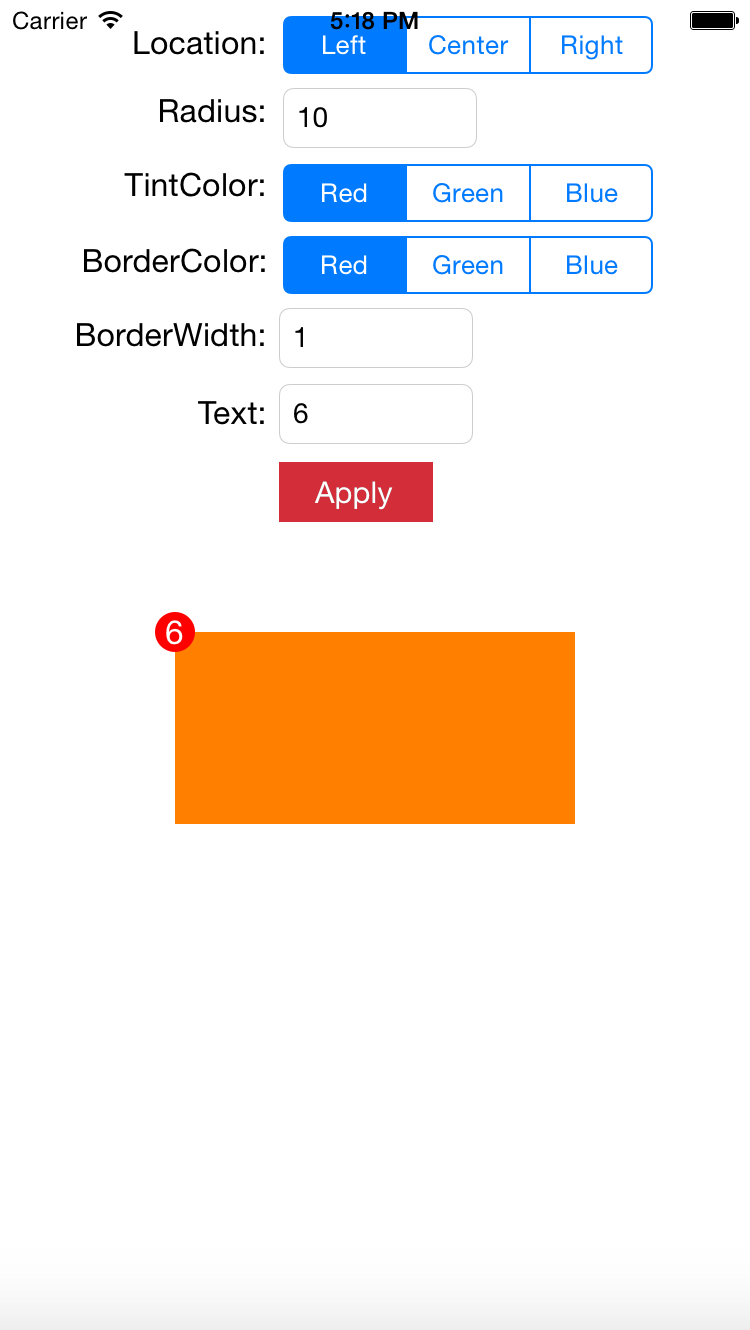 Carrier 5:18 PM
Location: Left Center Right
Radius: 10
TintColor: Red Green Blue
BorderColor: Red Green Blue
BorderWidth: 1
Text: 6
Apply
6